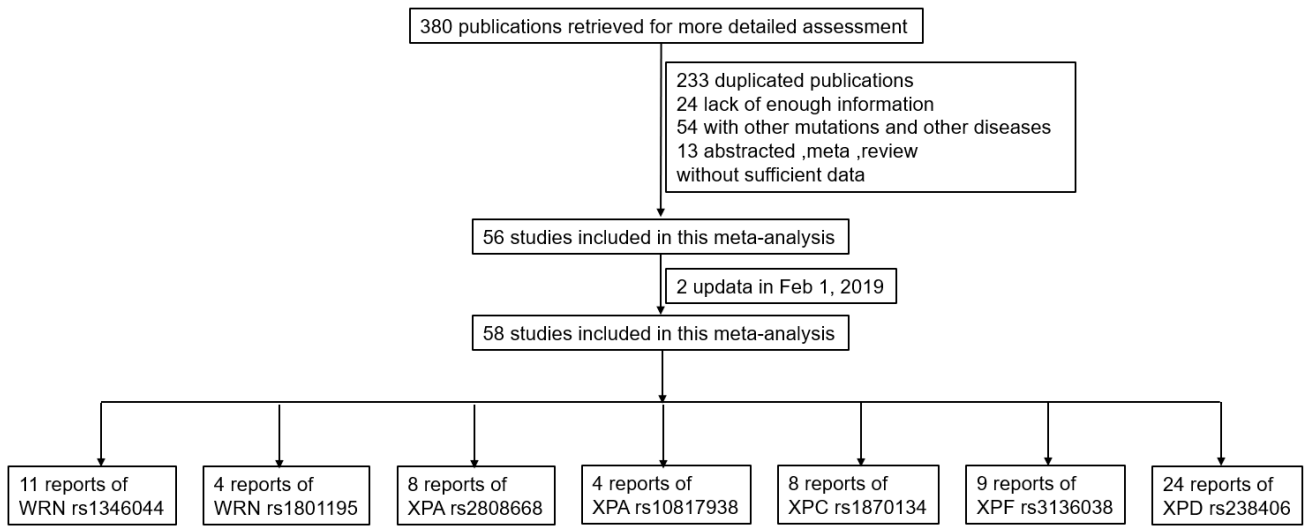 380 publications retrieved for more detailed assessment
233 duplicated publications
24 lack of enough information
54 with other mutations and other diseases
13 abstracted ,meta ,review
without sufficient data
56 studies included in this meta-analysis
2 updata in Feb 1, 2019
58 studies included in this meta-analysis
11 reports of
WRN rs1346044
4 reports of
WRN rs1801195
8 reports of
XPA rs2808668
4 reports of
XPA rs10817938
8 reports of
XPC rs1870134
9 reports of
XPF rs3136038
24 reports of
XPD rs238406